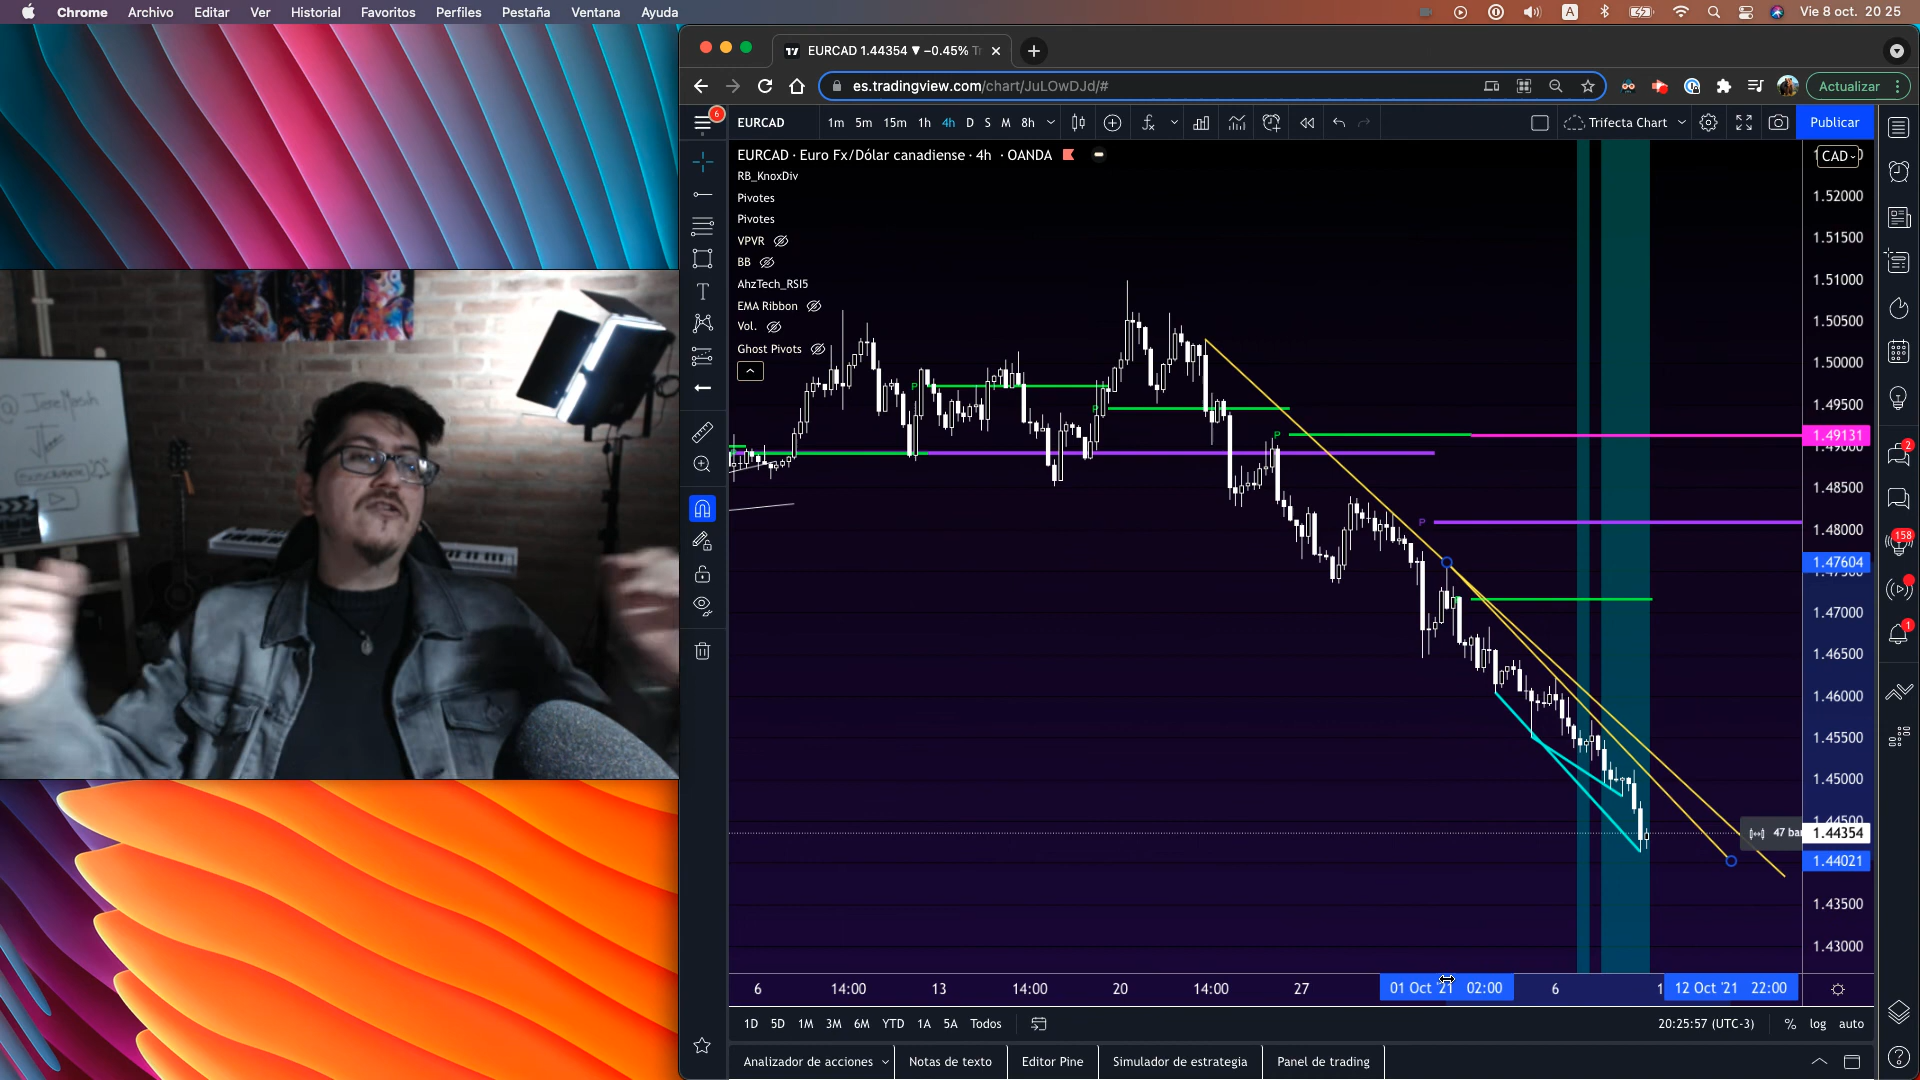 Chrome Archivo Editar Ver Historial Favoritos Perfiles Pestaña Ventana Ayuda
A
Vie 8 oct. 20 25
EURCAD 1.44354 ▼ −0.45%
es.tradingview.com/chart/JuLOwDJd/#
Actualizar
6
EURCAD 1m 5m 15m 1h 4h D S M 8h
Trifecta Chart
Publicar
EURCAD · Euro Fx/Dólar canadiense · 4h · OANDA
CAD
RB_KnoxDiv
Pivotes
Pivotes
VPVR
BB
AhzTech_RSI5
EMA Ribbon
Vol.
Ghost Pivots
1.52000
1.51500
1.51000
1.50500
1.50000
1.49500
1.49131
1.48500
1.48000
1.47604
1.47000
1.46500
1.46000
1.45500
1.45000
1.44354
1.44021
1.43500
1.43000
P
P
P
P
47
2
158
1
@ JereMesh
6 14:00 13 14:00 20 14:00 27 01 Oct '21 02:00 6 12 Oct '21 22:00
1D 5D 1M 3M 6M YTD 1A 5A Todos
20:25:57 (UTC-3) % log auto
Analizador de acciones Notas de texto Editor Pine Simulador de estrategia Panel de trading